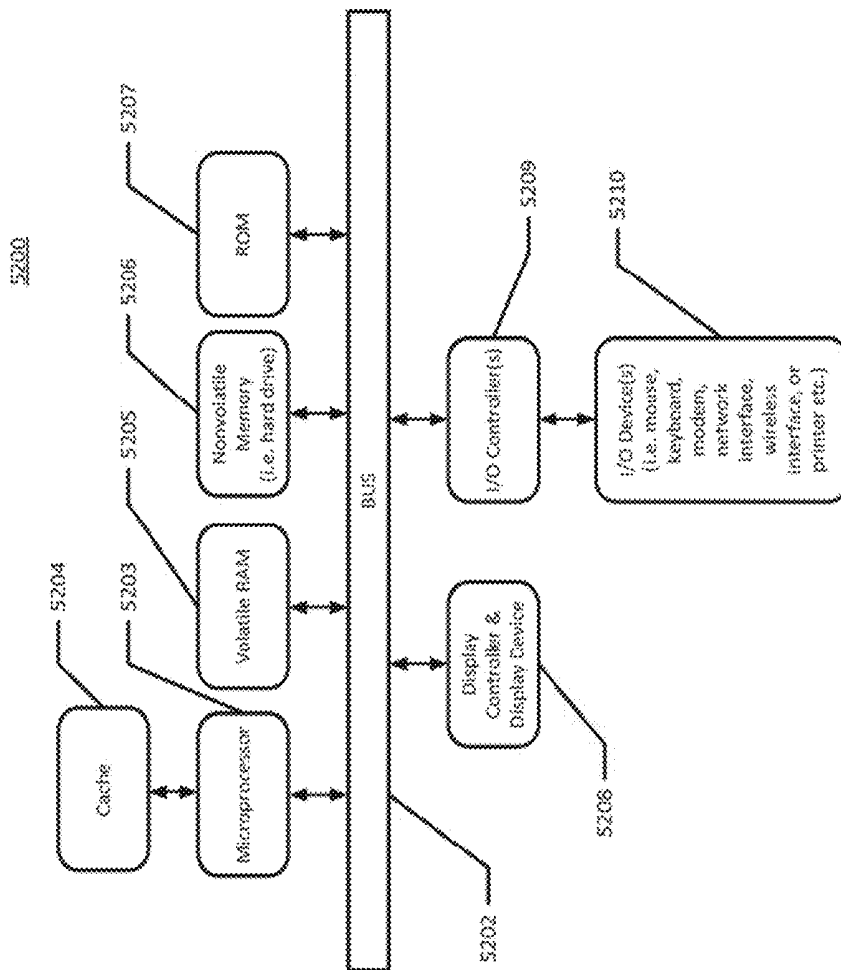 5200
5204
Cache
5203
Microprocessor
5205
Volatile RAM
5206
Nonvolatile
Memory
(i.e. hard drive)
5207
ROM
BUS
5202
Display
Controller &
Display Device
5208
I/O Controller(s)
5209
I/O Device(s)
(i.e. mouse,
keyboard,
modem,
network
interface,
wireless
interface, or
printer etc.)
5210